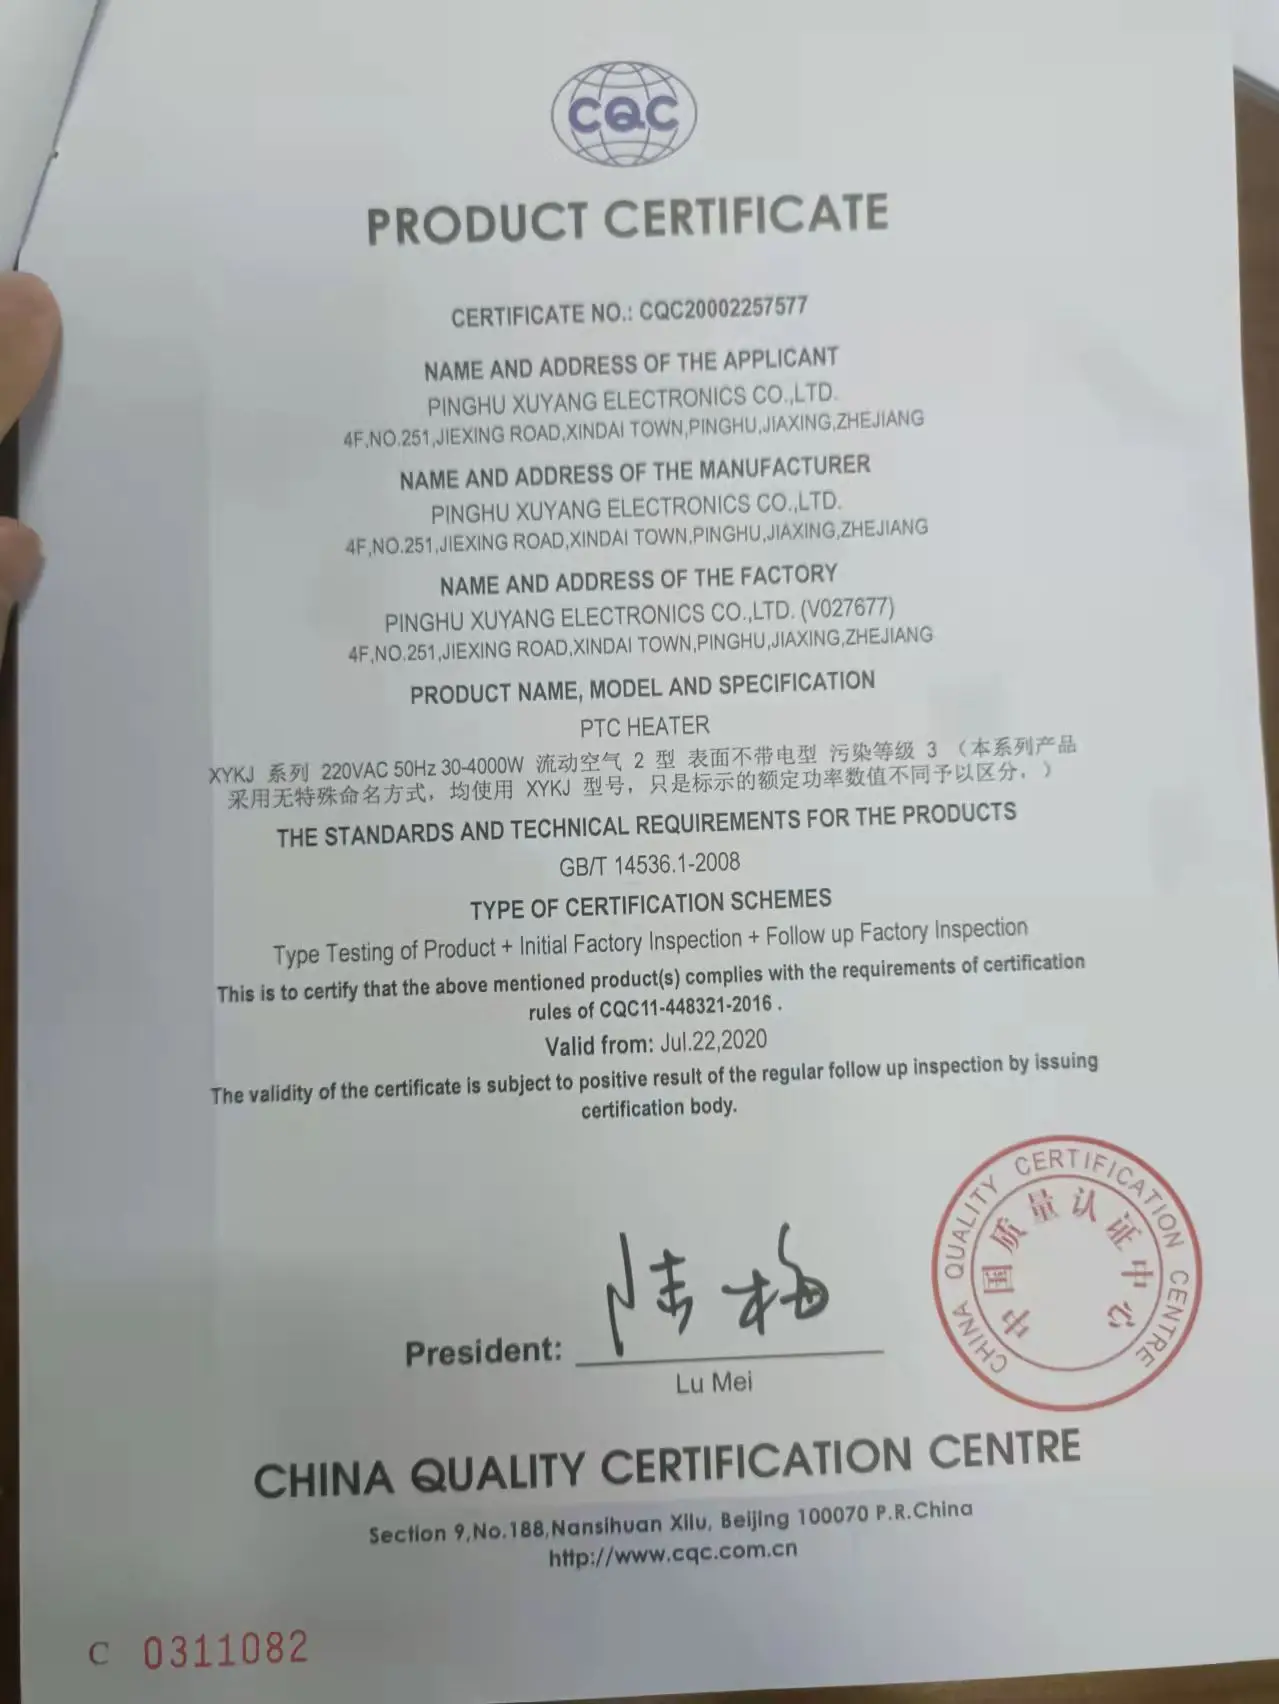 CQC
PRODUCT CERTIFICATE
CERTIFICATE NO.: CQC20002257577
NAME AND ADDRESS OF THE APPLICANT
PINGHU XUYANG ELECTRONICS CO.,LTD.
4F,NO.251,JIEXING ROAD,XINDAI TOWN,PINGHU,JIAXING,ZHEJIANG
NAME AND ADDRESS OF THE MANUFACTURER
PINGHU XUYANG ELECTRONICS CO.,LTD.
4F,NO.251,JIEXING ROAD,XINDAI TOWN,PINGHU,JIAXING,ZHEJIANG
NAME AND ADDRESS OF THE FACTORY
PINGHU XUYANG ELECTRONICS CO.,LTD. (V027677)
4F,NO.251,JIEXING ROAD,XINDAI TOWN,PINGHU,JIAXING,ZHEJIANG
PRODUCT NAME, MODEL AND SPECIFICATION
PTC HEATER
XYKJ 系列 220VAC 50Hz 30-4000W 流动空气 2 型 表面不带电型 污染等级 3 （本系列产品
采用无特殊命名方式，均使用 XYKJ 型号，只是标示的额定功率数值不同予以区分．）
THE STANDARDS AND TECHNICAL REQUIREMENTS FOR THE PRODUCTS
GB/T 14536.1-2008
TYPE OF CERTIFICATION SCHEMES
Type Testing of Product + Initial Factory Inspection + Follow up Factory Inspection
This is to certify that the above mentioned product(s) complies with the requirements of certification
rules of CQC11-448321-2016 .
Valid from: Jul.22,2020
The validity of the certificate is subject to positive result of the regular follow up inspection by issuing
certification body.
CHINA QUALITY CERTIFICATION CENTRE
中国质量认证中心
President: 陆梅
Lu Mei
CHINA QUALITY CERTIFICATION CENTRE
Section 9,No.188,Nansihuan Xilu, Beijing 100070 P.R.China
http://www.cqc.com.cn
C 0311082